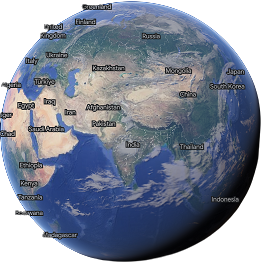 Greenland
Finland
United
Kingdom
Russia
Ukraine
Italy
Kazakhstan
Mongolia
Japan
Algeria
Türkiye
South Korea
China
Egypt
Iraq
Iran
Afghanistan
Pakistan
Chad
Saudi Arabia
India
Thailand
Ethiopia
Kenya
Tanzania
Indonesia
Madagascar